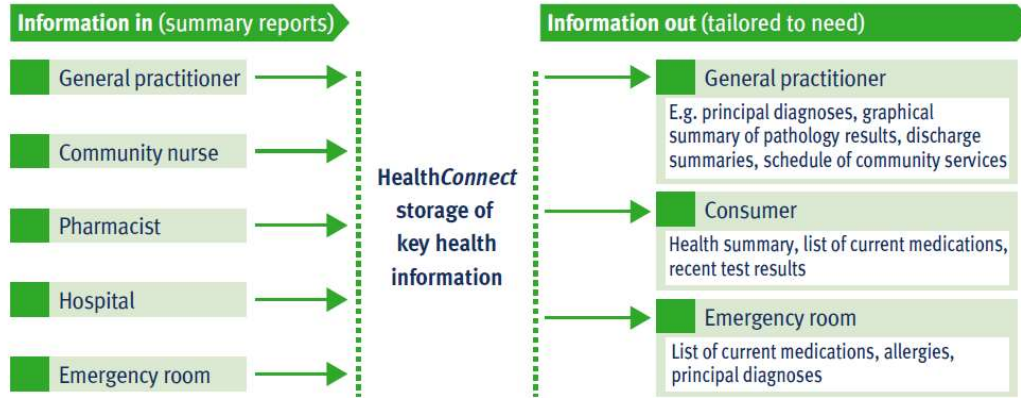 Information in (summary reports)
General practitioner
Community nurse
Pharmacist
Hospital
Emergency room
HealthConnect
storage of
key health
information
Information out (tailored to need)
General practitioner
E.g. principal diagnoses, graphical
summary of pathology results, discharge
summaries, schedule of community services
Consumer
Health summary, list of current medications,
recent test results
Emergency room
List of current medications, allergies,
principal diagnoses